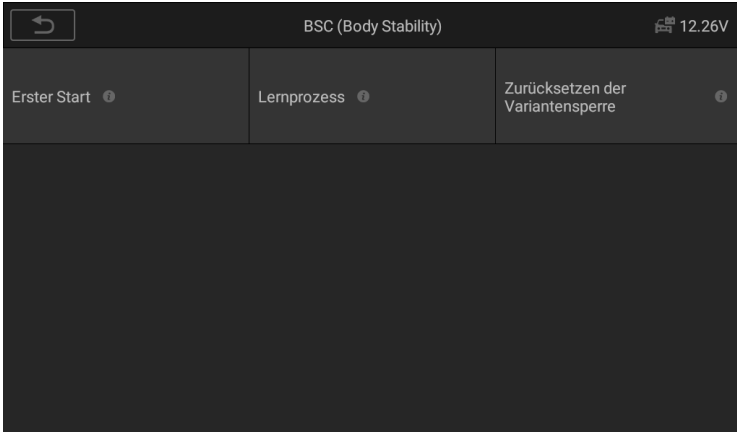 BSC (Body Stability)
12.26V
Erster Start
Lernprozess
Zurücksetzen der
Variantensperre